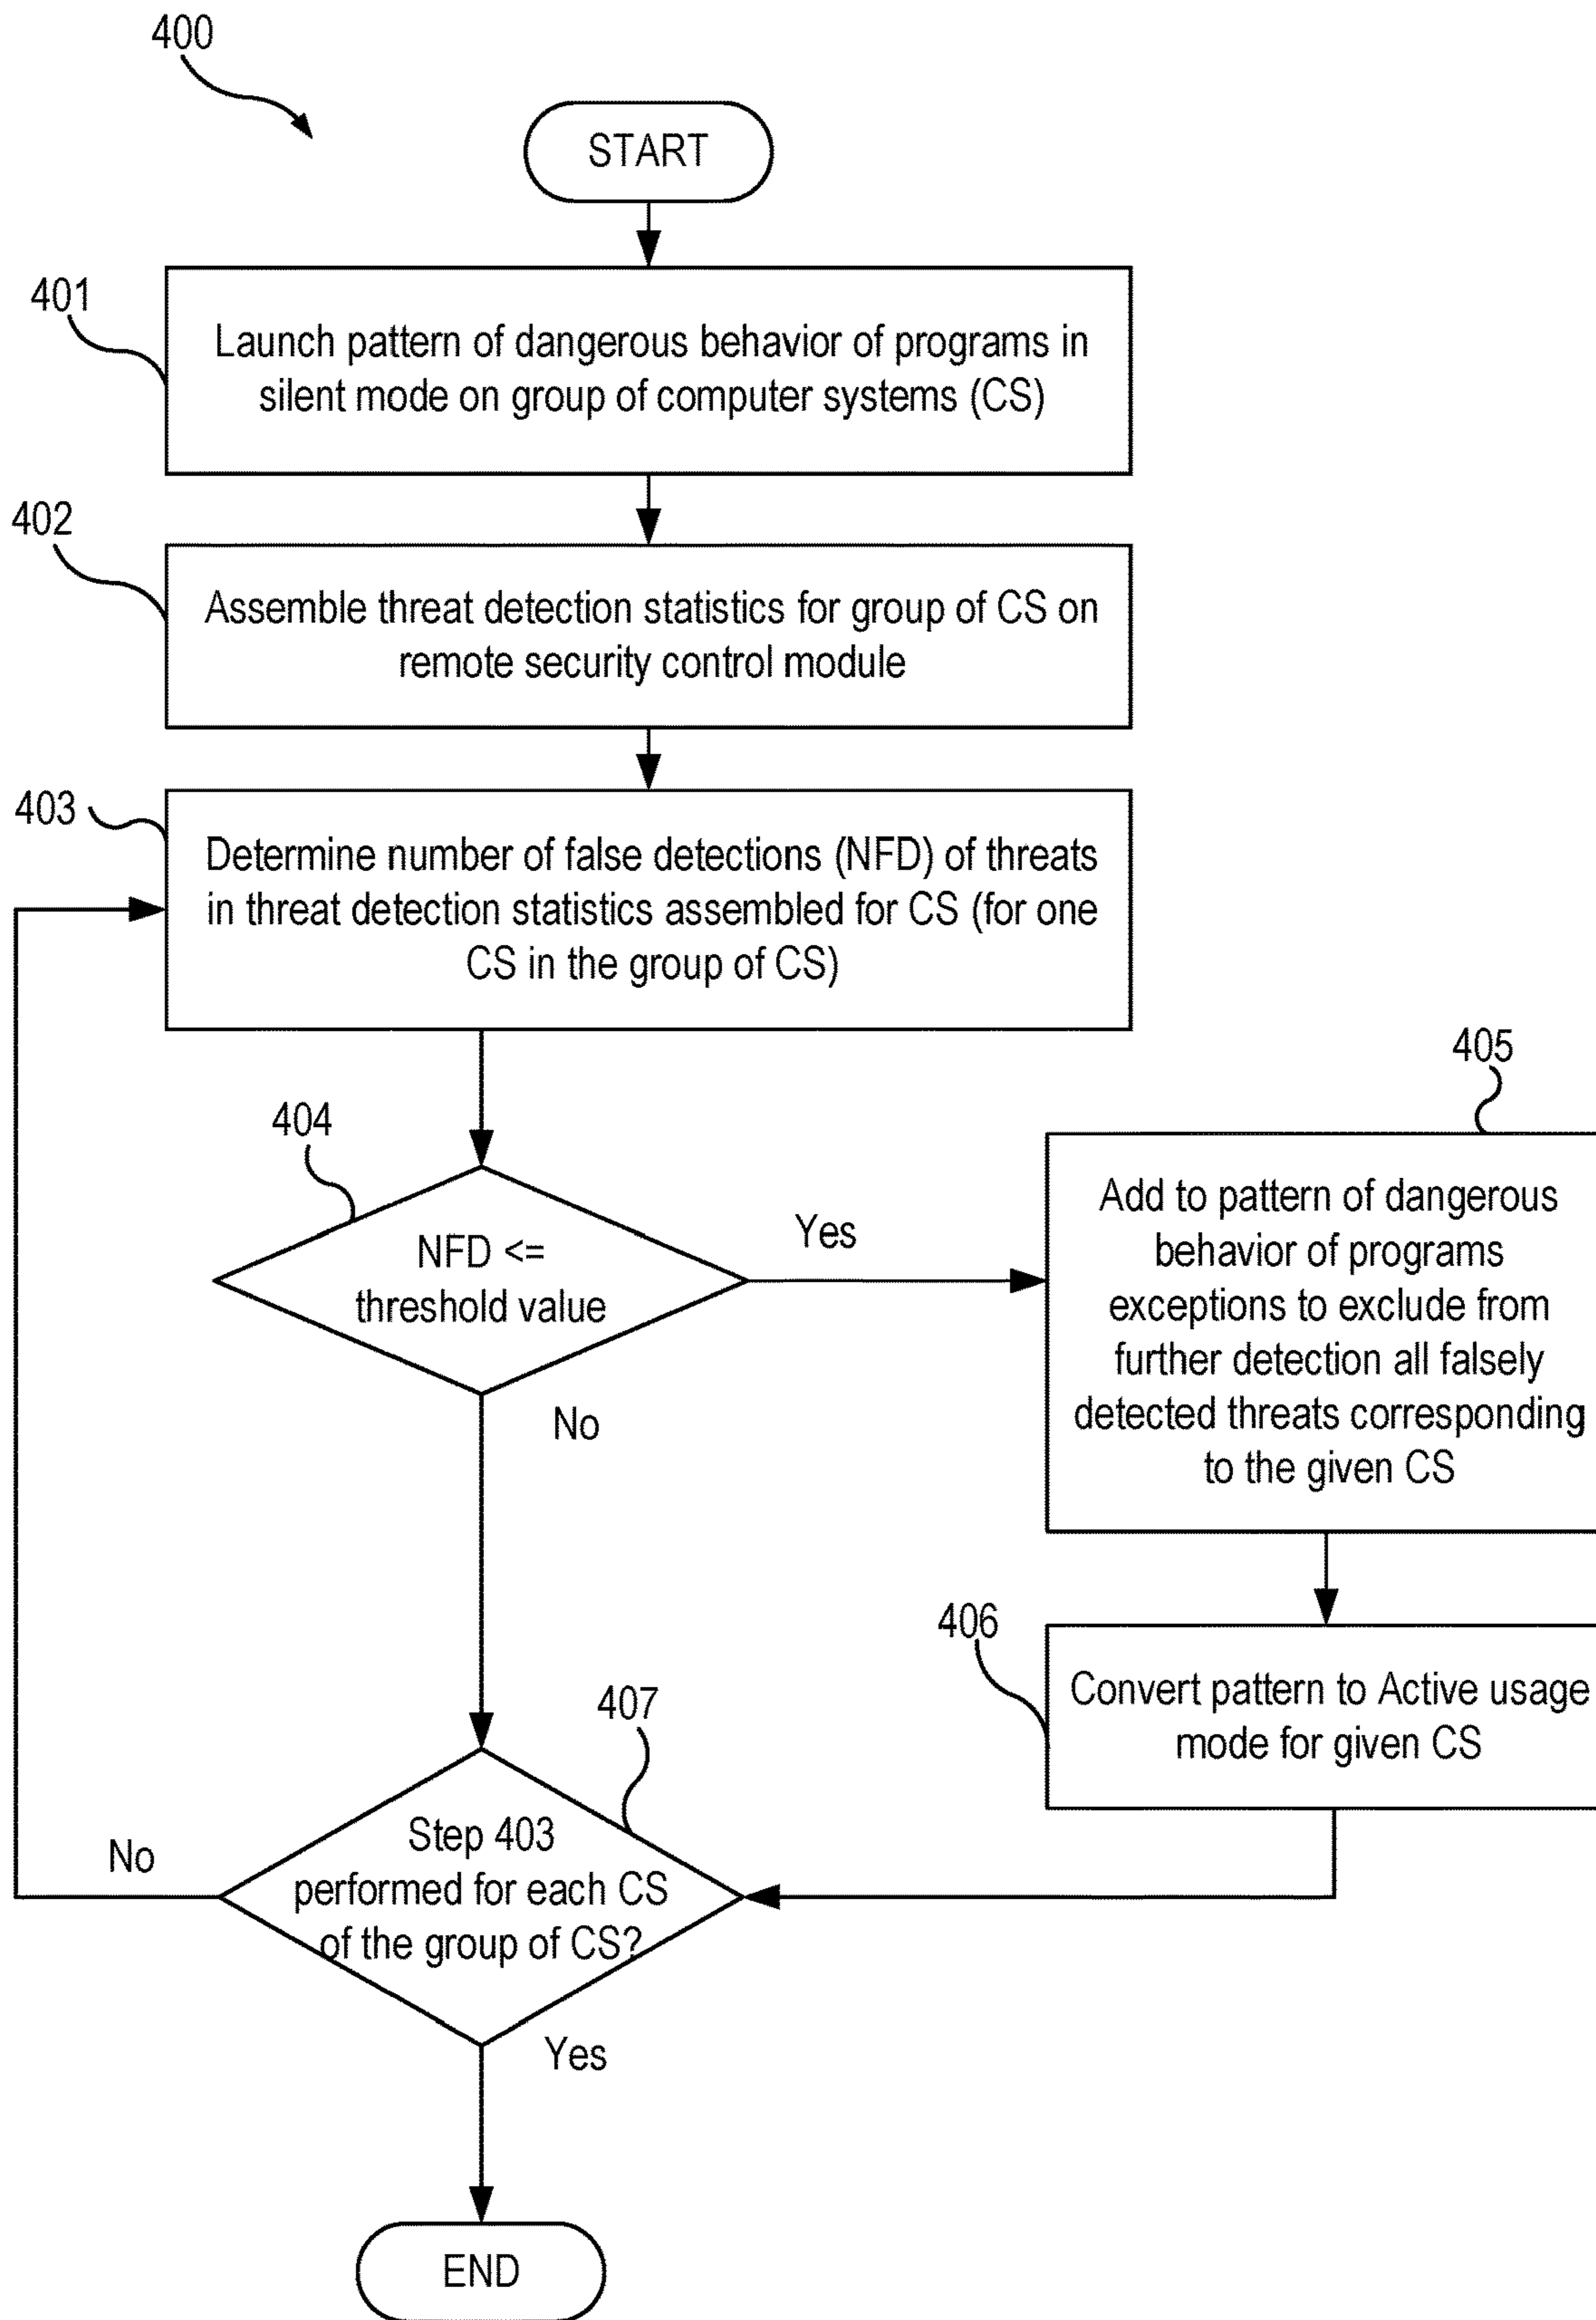 400
START
401
Launch pattern of dangerous behavior of programs in
silent mode on group of computer systems (CS)
402
Assemble threat detection statistics for group of CS on
remote security control module
403
Determine number of false detections (NFD) of threats
in threat detection statistics assembled for CS (for one
CS in the group of CS)
404
NFD <=
threshold value
Yes
No
405
Add to pattern of dangerous
behavior of programs
exceptions to exclude from
further detection all falsely
detected threats corresponding
to the given CS
406
Convert pattern to Active usage
mode for given CS
407
Step 403
performed for each CS
of the group of CS?
No
Yes
END